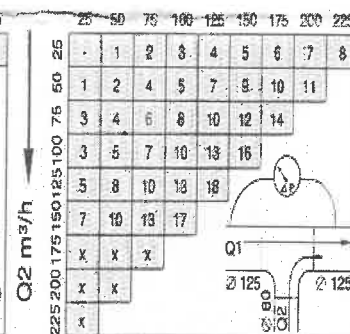 25 50 75 100 125 150 175 200 225
25 - 1 2 3 4 5 6 7 8
50 1 2 4 5 7 9 10 11
75 3 4 6 8 10 12 14
100 3 5 7 10 13 16
125 5 8 10 13 18
150 7 10 13 17
175 x x x
200 x x
225 x
Q2 m³/h
ΔP
Q1
Ø 125 Ø 80 Q2 Ø 125